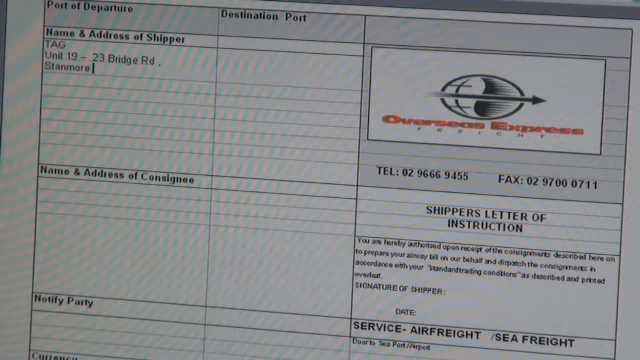 Port of Departure
Destination Port
Name & Address of Shipper
TAG
Unit 19 – 23 Bridge Rd ,
Stanmore
Overseas Express
FREIGHT
TEL: 02 9666 9455 FAX: 02 9700 0711
Name & Address of Consignee
SHIPPERS LETTER OF
INSTRUCTION
You are hereby authorised upon receipt of the consignments described here on
to prepare your airway bill on our behalf and dispatch the consignments in
accordance with your "standard trading conditions" as described and printed
overleaf.
SIGNATURE OF SHIPPER:
DATE:
Notify Party
SERVICE- AIRFREIGHT /SEA FREIGHT
Door to Sea Port /Airport
Currency